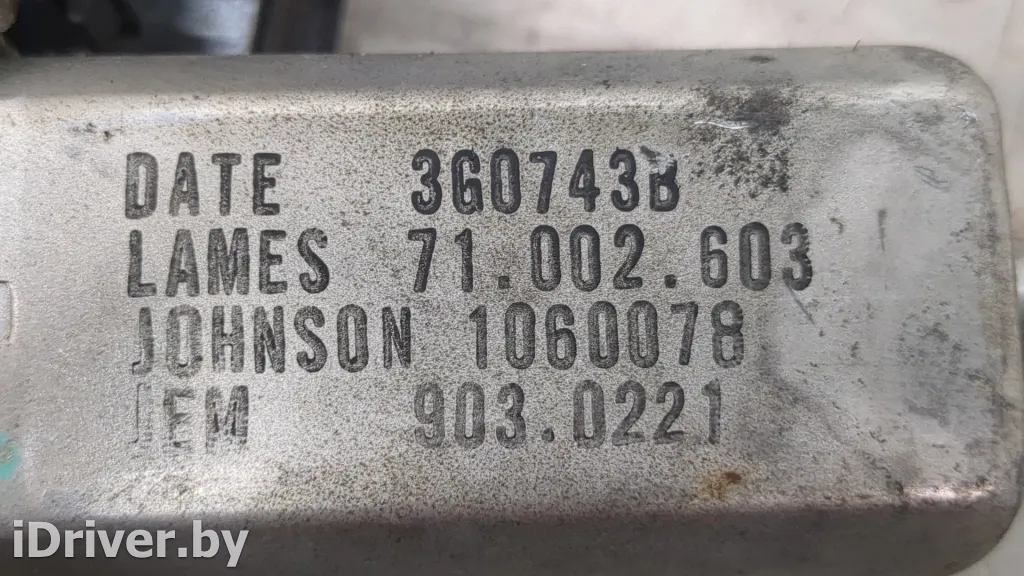 DATE 3G0743B
LAMES 71.002.603
JOHNSON 1060078
903.0221
iDriver.by